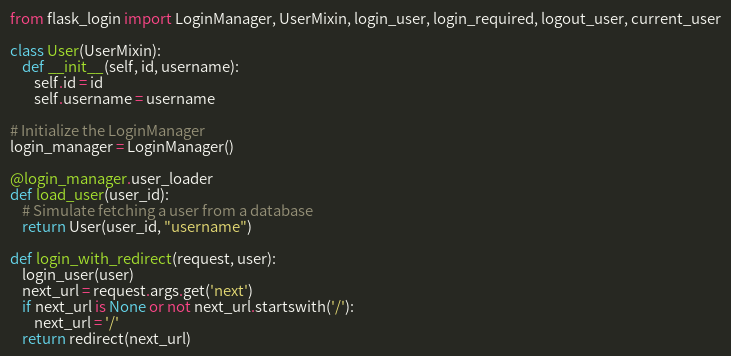 from flask_login import LoginManager, UserMixin, login_user, login_required, logout_user, current_user
class User(UserMixin):
    def __init__(self, id, username):
        self.id = id
        self.username = username
# Initialize the LoginManager
login_manager = LoginManager()
@login_manager.user_loader
def load_user(user_id):
    # Simulate fetching a user from a database
    return User(user_id, "username")
def login_with_redirect(request, user):
    login_user(user)
    next_url = request.args.get('next')
    if next_url is None or not next_url.startswith('/'):
        next_url = '/'
    return redirect(next_url)